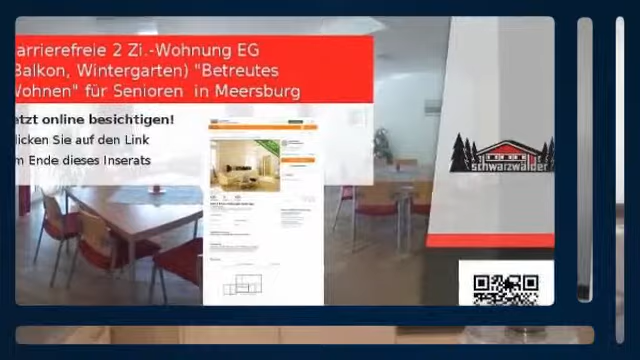 arrierefreie 2 Zi.-Wohnung EG
Balkon, Wintergarten) "Betreutes
Wohnen" für Senioren in Meersburg
etzt online besichtigen!
licken Sie auf den Link
m Ende dieses Inserats
schwarzwälder